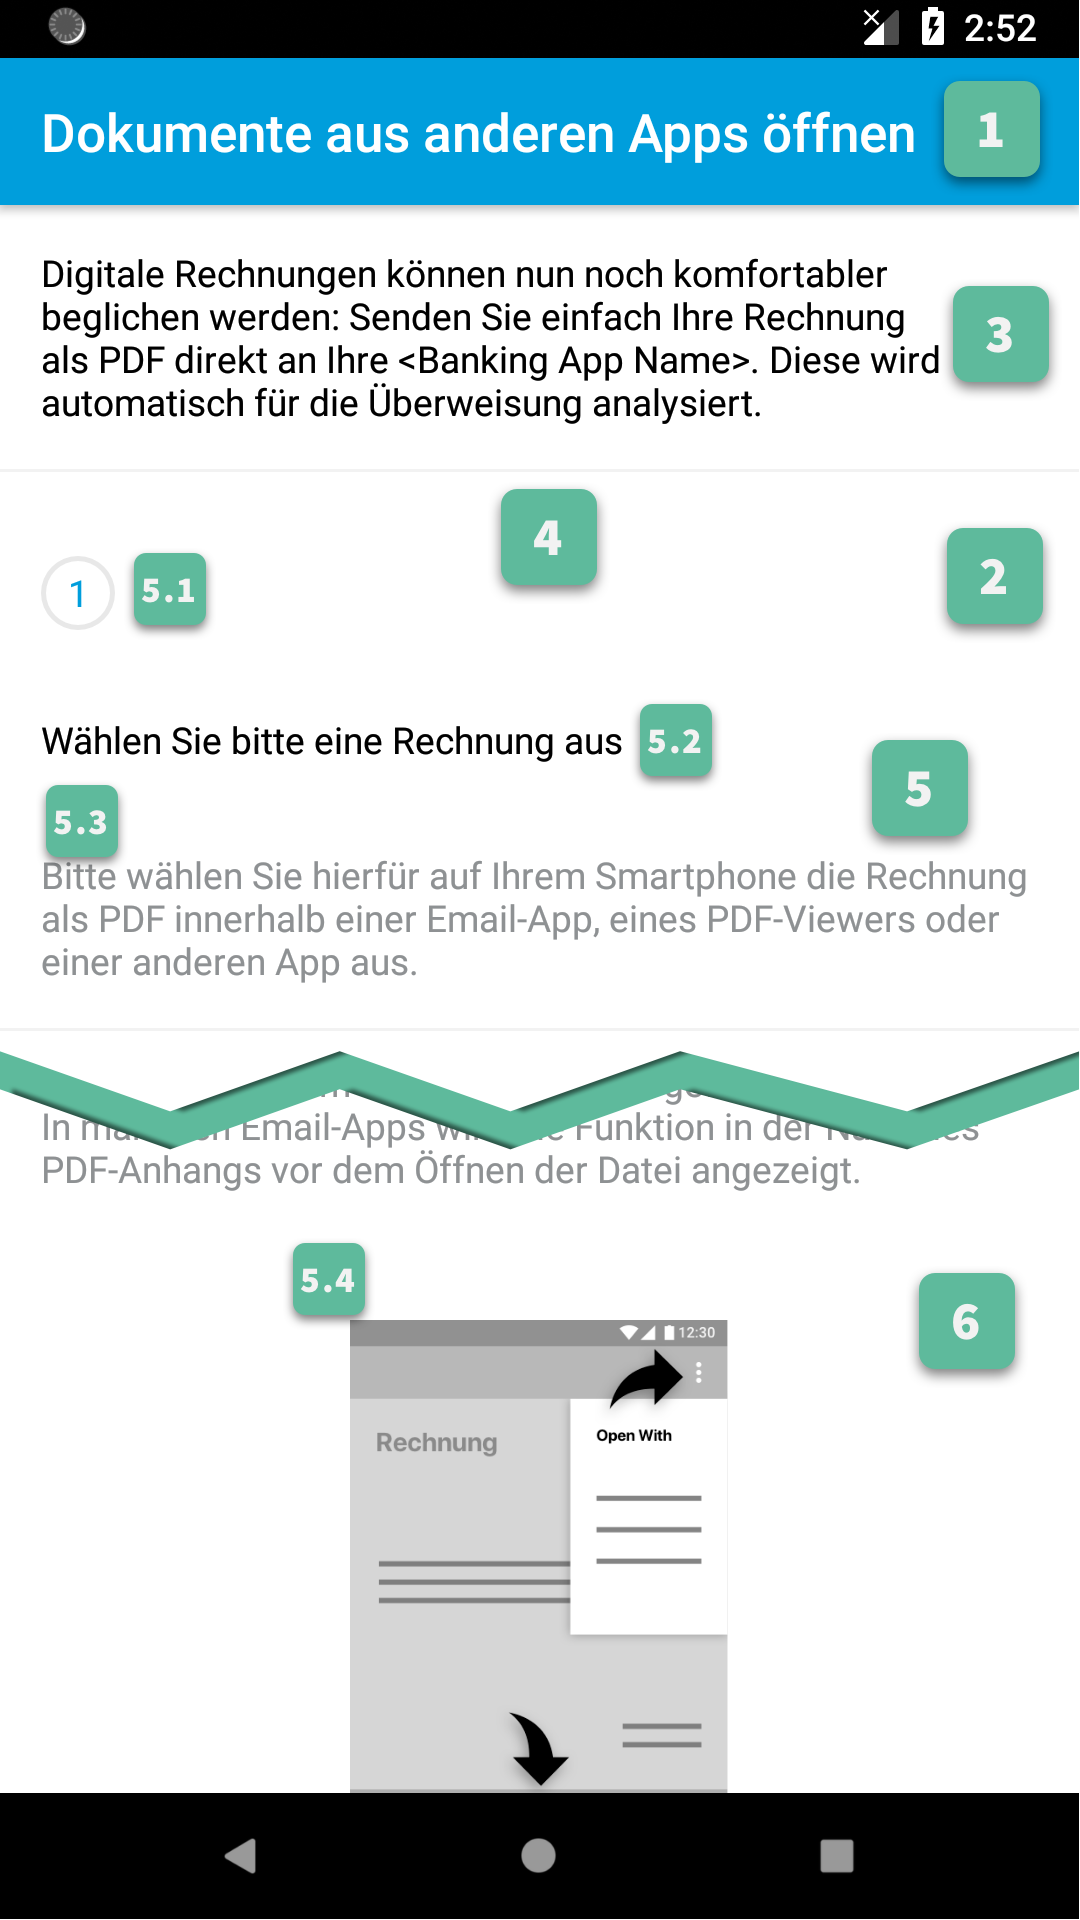 2:52
Dokumente aus anderen Apps öffnen
1
Digitale Rechnungen können nun noch komfortabler
beglichen werden: Senden Sie einfach Ihre Rechnung
als PDF direkt an Ihre <Banking App Name>. Diese wird
automatisch für die Überweisung analysiert.
3
4
2
1
5.1
Wählen Sie bitte eine Rechnung aus
5.2
5
5.3
Bitte wählen Sie hierfür auf Ihrem Smartphone die Rechnung
als PDF innerhalb einer Email-App, eines PDF-Viewers oder
einer anderen App aus.
In Email-Apps Funktion in der
PDF-Anhangs vor dem Öffnen der Datei angezeigt.
5.4
6
12:30
Rechnung
Open With